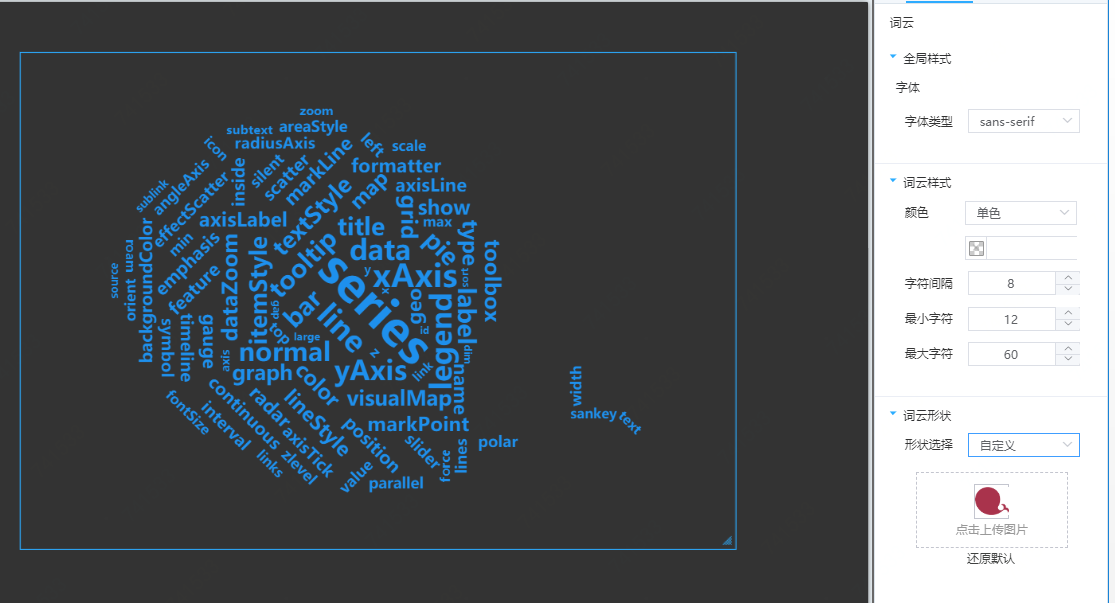 zoom
subtext
areaStyle
icon
radiusAxis
left
scale
markLine
silent
scatter
inside
formatter
sublink
angleAxis
effectScatter
map
axisLine
textStyle
grid
show
axisLabel
title
max
type
min
emphasis
backgroundColor
roam
source
orient
feature
dataZoom
itemStyle
tooltip
data
pie
toolbox
y
xAxis
sort
series
x
geo
label
legend
id
bar
line
gap
top
large
symbol
timeline
gauge
axis
normal
z
dim
graph
color
yAxis
link
name
visualMap
width
sankey
text
fontSize
interval
continuous
radar
lineStyle
axisTick
markPoint
position
slider
lines
polar
links
zlevel
value
force
parallel
词云
全局样式
字体
字体类型 sans-serif
词云样式
颜色 单色
字符间隔 8
最小字符 12
最大字符 60
词云形状
形状选择 自定义
点击上传图片
还原默认